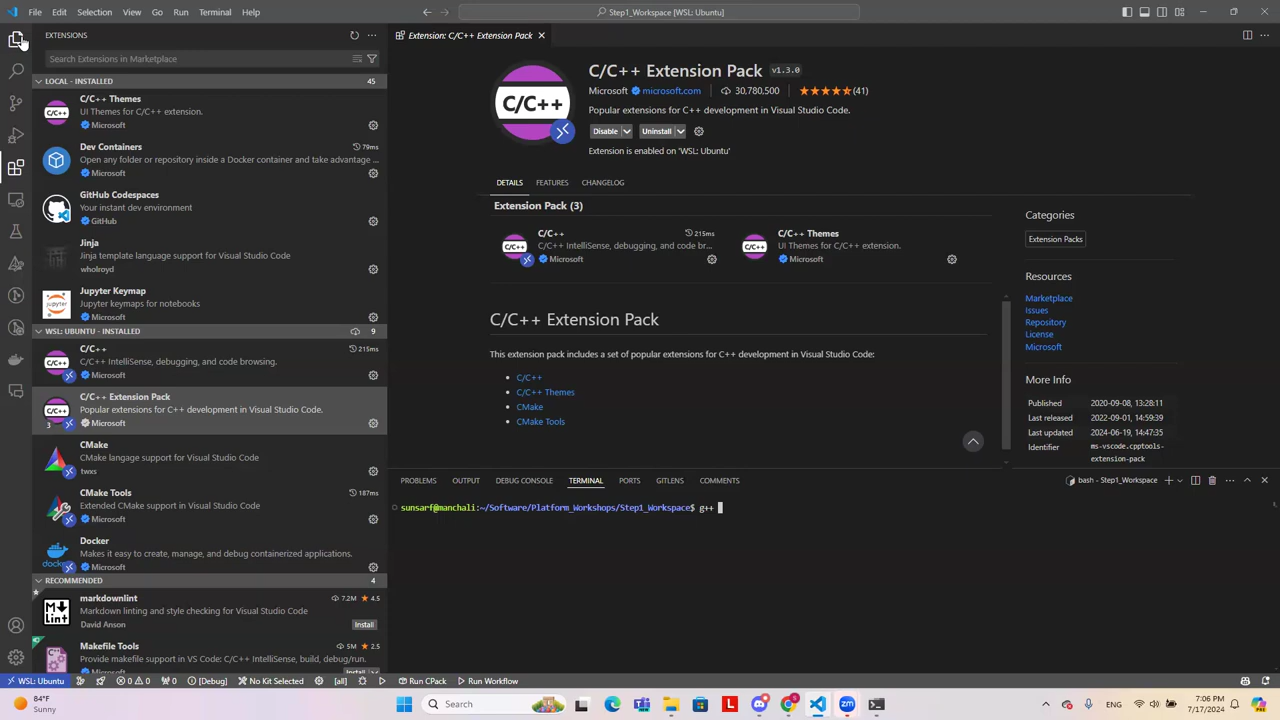 File Edit Selection View Go Run Terminal Help
Step1_Workspace [WSL: Ubuntu]
EXTENSIONS
Search Extensions in Marketplace
LOCAL - INSTALLED 45
C/C++ Themes
UI Themes for C/C++ extension.
Microsoft
Dev Containers 79ms
Open any folder or repository inside a Docker container and take advantage ...
Microsoft
GitHub Codespaces
Your instant dev environment
GitHub
Jinja
Jinja template language support for Visual Studio Code
wholroyd
Jupyter Keymap
Jupyter keymaps for notebooks
Microsoft
WSL: UBUNTU - INSTALLED 9
C/C++ 215ms
C/C++ IntelliSense, debugging, and code browsing.
Microsoft
C/C++ Extension Pack
Popular extensions for C++ development in Visual Studio Code.
Microsoft
3
CMake
CMake langage support for Visual Studio Code
twxs
CMake Tools 187ms
Extended CMake support in Visual Studio Code
Microsoft
Docker
Makes it easy to create, manage, and debug containerized applications.
Microsoft
RECOMMENDED 4
markdownlint 7.2M 4.5
Markdown linting and style checking for Visual Studio Code
David Anson Install
Makefile Tools 5M 2.5
Provide makefile support in VS Code: C/C++ IntelliSense, build, debug/run.
Microsoft Install
Extension: C/C++ Extension Pack
C/C++
C/C++ Extension Pack v1.3.0
Microsoft microsoft.com 30,780,500 (41)
Popular extensions for C++ development in Visual Studio Code.
Disable Uninstall
Extension is enabled on 'WSL: Ubuntu'
DETAILS FEATURES CHANGELOG
Extension Pack (3)
C/C++ 215ms
C/C++ IntelliSense, debugging, and code br...
Microsoft
C/C++ Themes
UI Themes for C/C++ extension.
Microsoft
C/C++ Extension Pack
This extension pack includes a set of popular extensions for C++ development in Visual Studio Code:
C/C++
C/C++ Themes
CMake
CMake Tools
Categories
Extension Packs
Resources
Marketplace
Issues
Repository
License
Microsoft
More Info
Published 2020-09-08, 13:28:11
Last released 2022-09-01, 14:59:39
Last updated 2024-06-19, 14:47:35
Identifier ms-vscode.cpptools-
extension-pack
PROBLEMS OUTPUT DEBUG CONSOLE TERMINAL PORTS GITLENS COMMENTS
bash - Step1_Workspace
sunsarf@manchali:~/Software/Platform_Workshops/Step1_Workspace$ g++
WSL: Ubuntu 0 0 [Debug] No Kit Selected [all] Run CPack Run Workflow
84°F
Sunny
Search
ENG
7:06 PM
7/17/2024